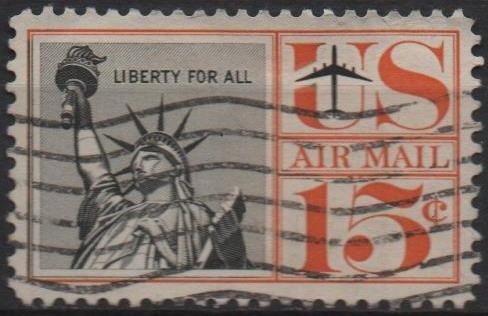 LIBERTY FOR ALL
US
AIR MAIL
15¢